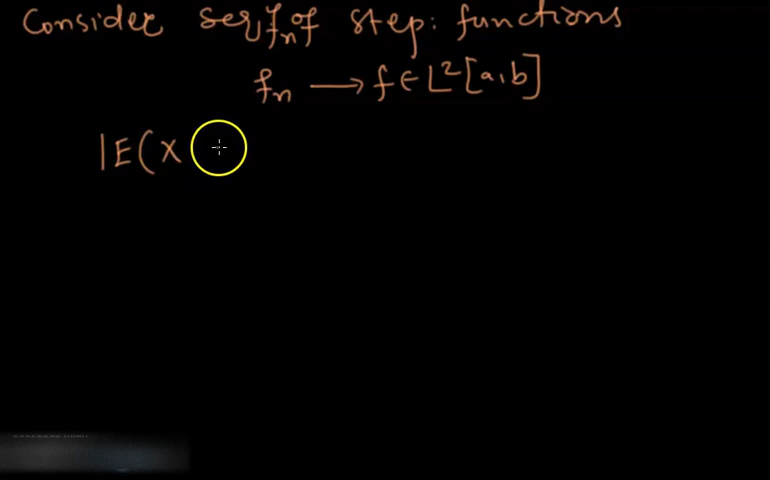 Consider seq fn of step: functions
fn ⟶ f ∈ L²[a,b]
|E(X